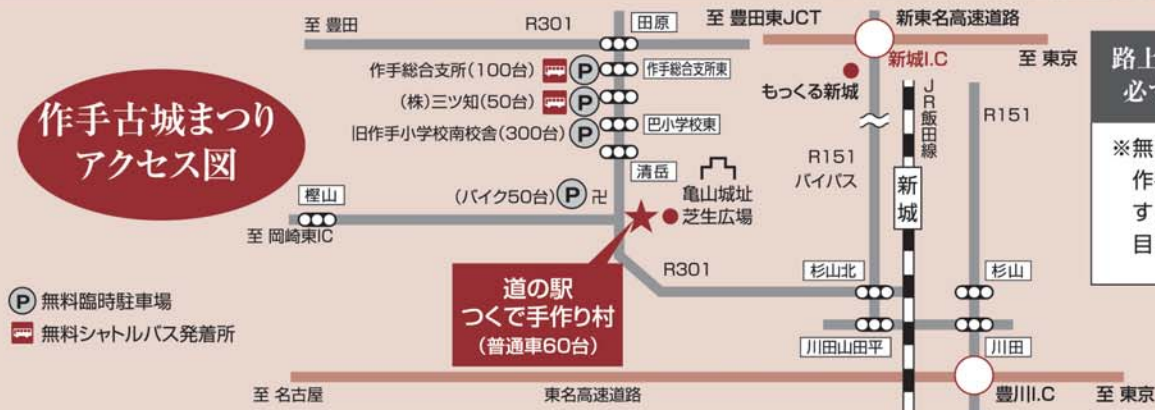 作手古城まつり
アクセス図
至 豊田
R301
田原
至 豊田東JCT
新東名高速道路
新城I.C
至 東京
もっくる新城
作手総合支所(100台)
P
作手総合支所東
(株)三ツ知(50台)
P
旧作手小学校南校舎(300台)
P
巴小学校東
清岳
亀山城址
芝生広場
(バイク50台)
P
卍
樫山
至 岡崎東IC
R151
バイパス
JR飯田線
新城
R151
路上
必
※無
作
す
目
道の駅
つくで手作り村
(普通車60台)
R301
杉山北
杉山
川田山田平
川田
P 無料臨時駐車場
無料シャトルバス発着所
至 名古屋
東名高速道路
豊川I.C
至 東京